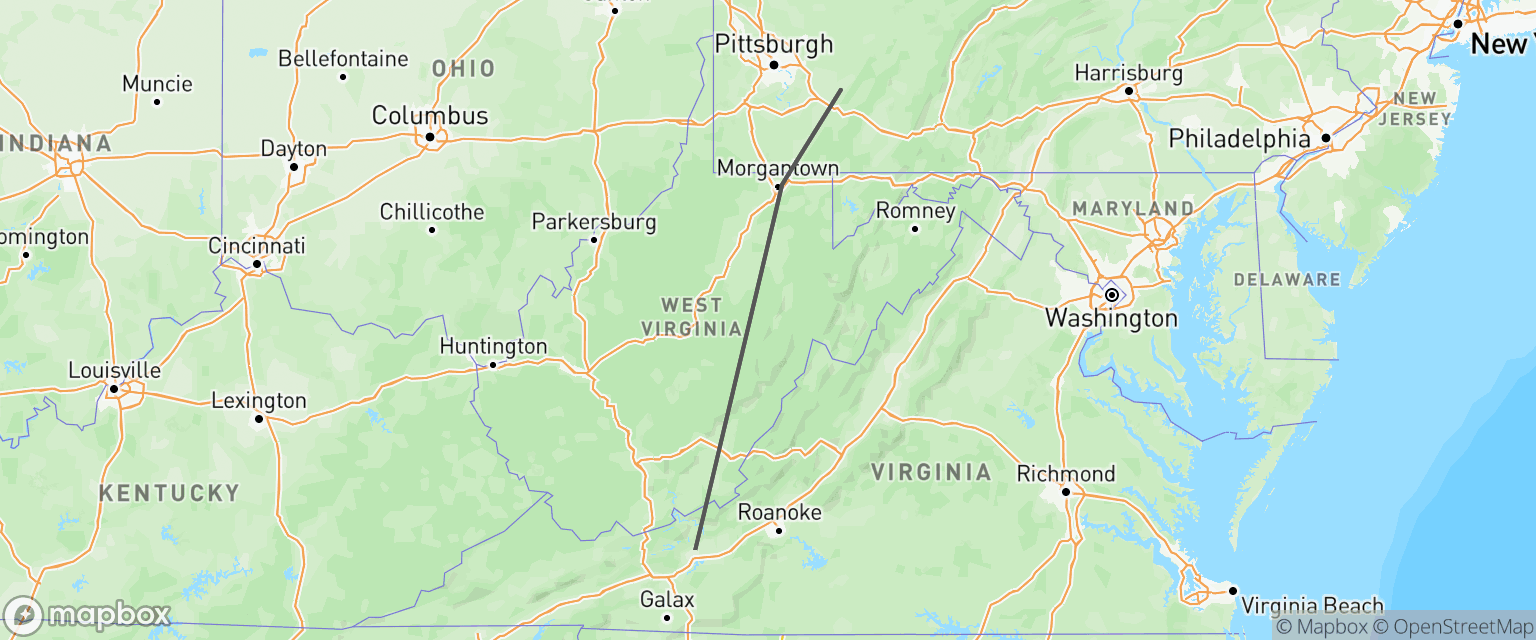 Pittsburgh
New
Bellefontaine
OHIO
Harrisburg
Muncie
NEW
JERSEY
Columbus
Philadelphia
INDIANA
Dayton
Morgantown
Chillicothe
Romney
MARYLAND
Parkersburg
omington
Cincinnati
DELAWARE
WEST
VIRGINIA
Washington
Huntington
Louisville
Lexington
VIRGINIA
Richmond
KENTUCKY
Roanoke
Galax
Virginia Beach
mapbox
© Mapbox © OpenStreetMap